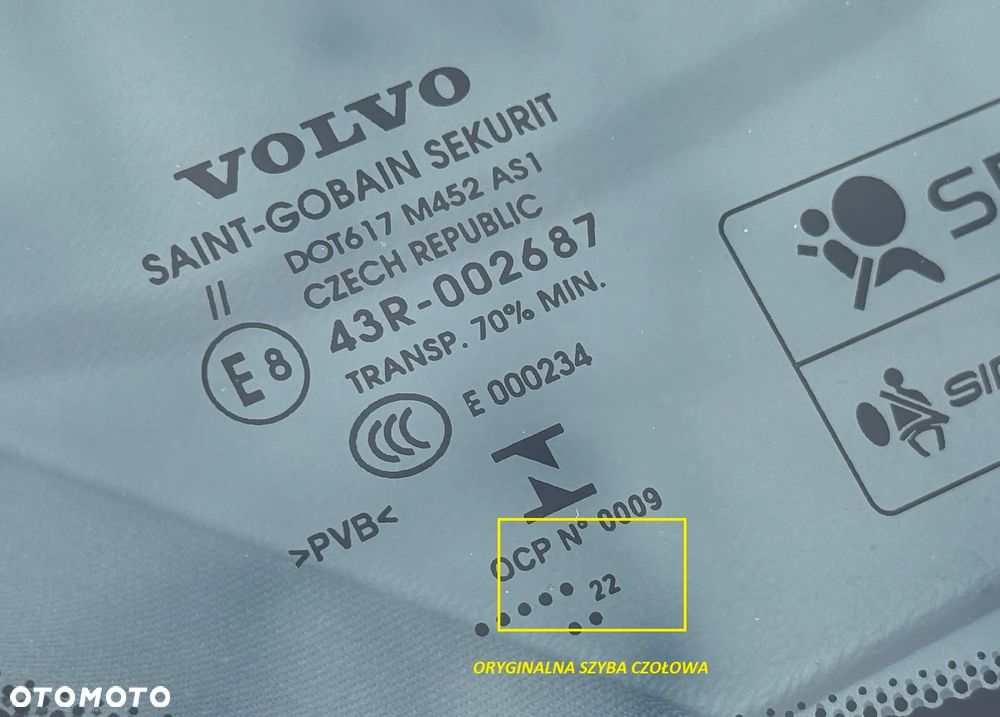 VOLVO
SAINT-GOBAIN SEKURIT
DOT617 M452 AS1
CZECH REPUBLIC
II
43R-002687
TRANSP. 70% MIN.
E8
E 000234
CCC
>PVB<
OCP N° 0009
..... 22
..
ORYGINALNA SZYBA CZOŁOWA
OTOMOTO